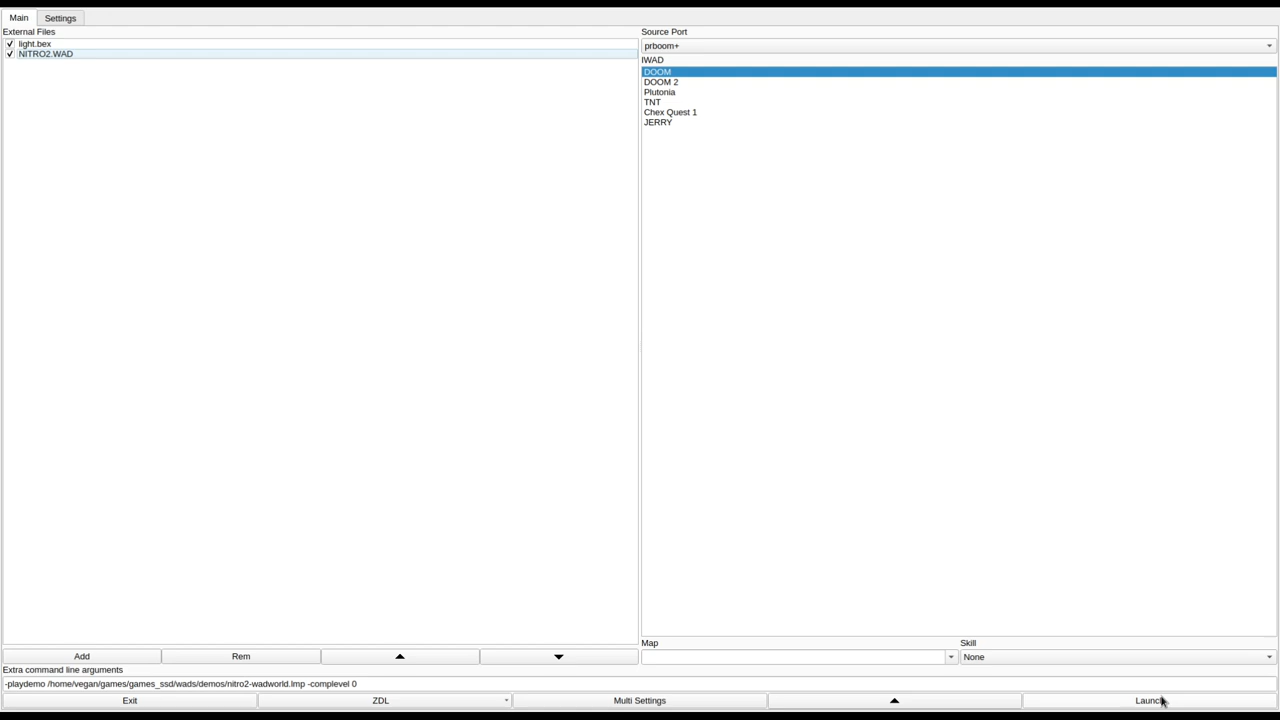 Main Settings
External Files
light.bex
NITRO2.WAD
Source Port
prboom+
IWAD
DOOM
DOOM 2
Plutonia
TNT
Chex Quest 1
JERRY
Map Skill
None
Add Rem
Extra command line arguments
-playdemo /home/vegan/games/games_ssd/wads/demos/nitro2-wadworld.lmp -complevel 0
Exit ZDL Multi Settings Launch